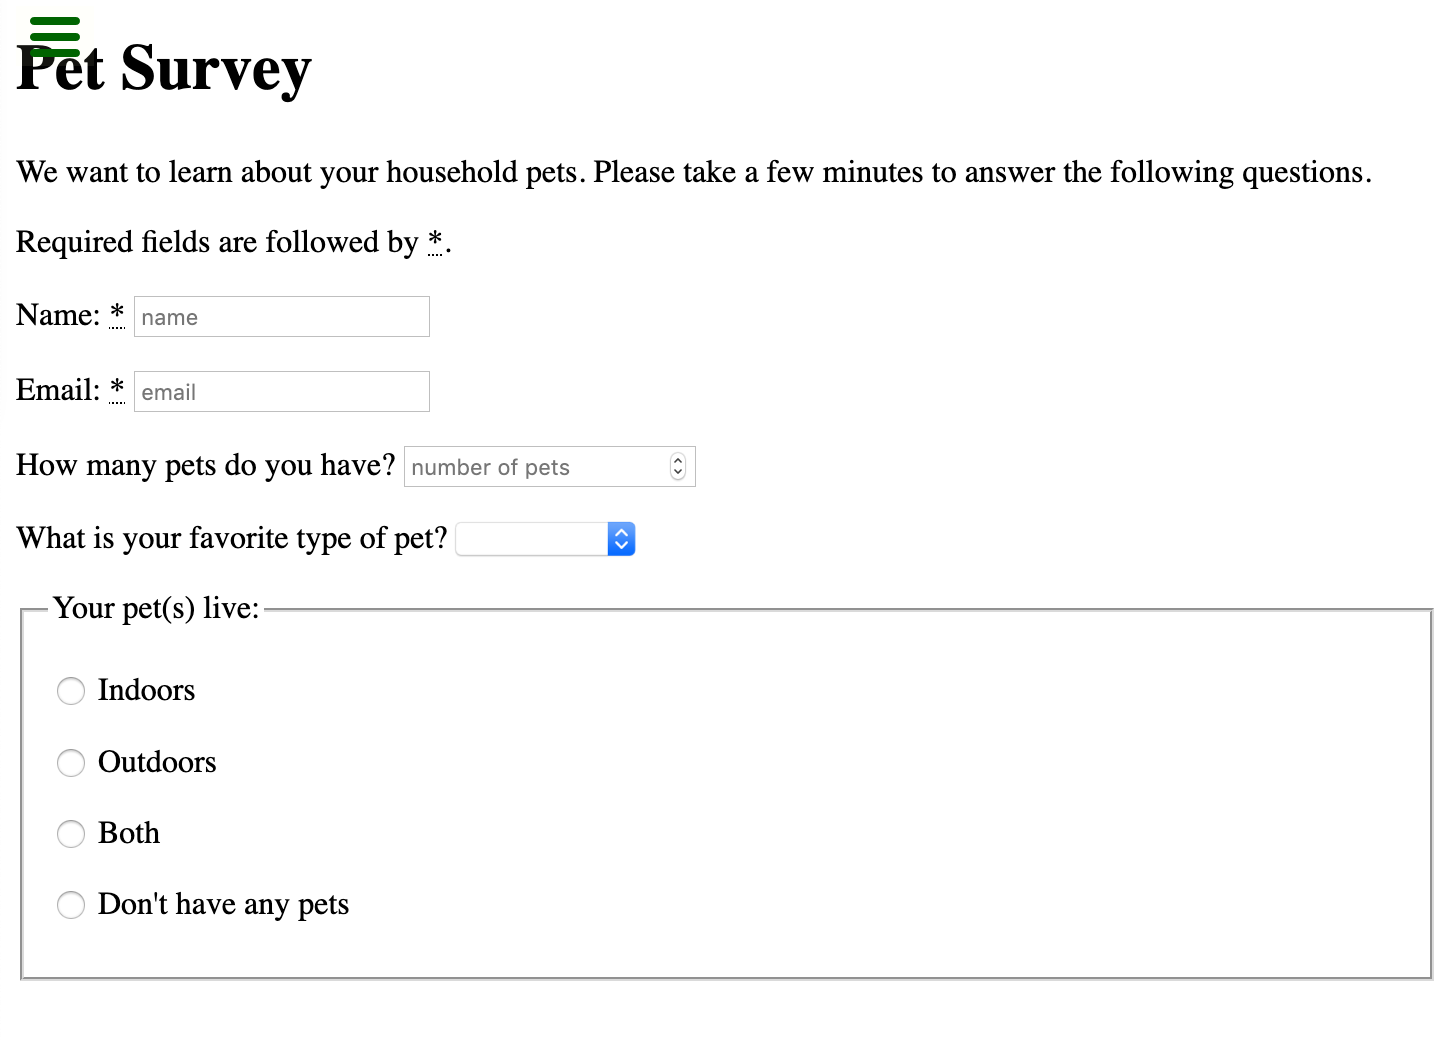 Pet Survey
We want to learn about your household pets. Please take a few minutes to answer the following questions.
Required fields are followed by *.
Name: * name
Email: * email
How many pets do you have? number of pets
What is your favorite type of pet?
Your pet(s) live:
Indoors
Outdoors
Both
Don't have any pets